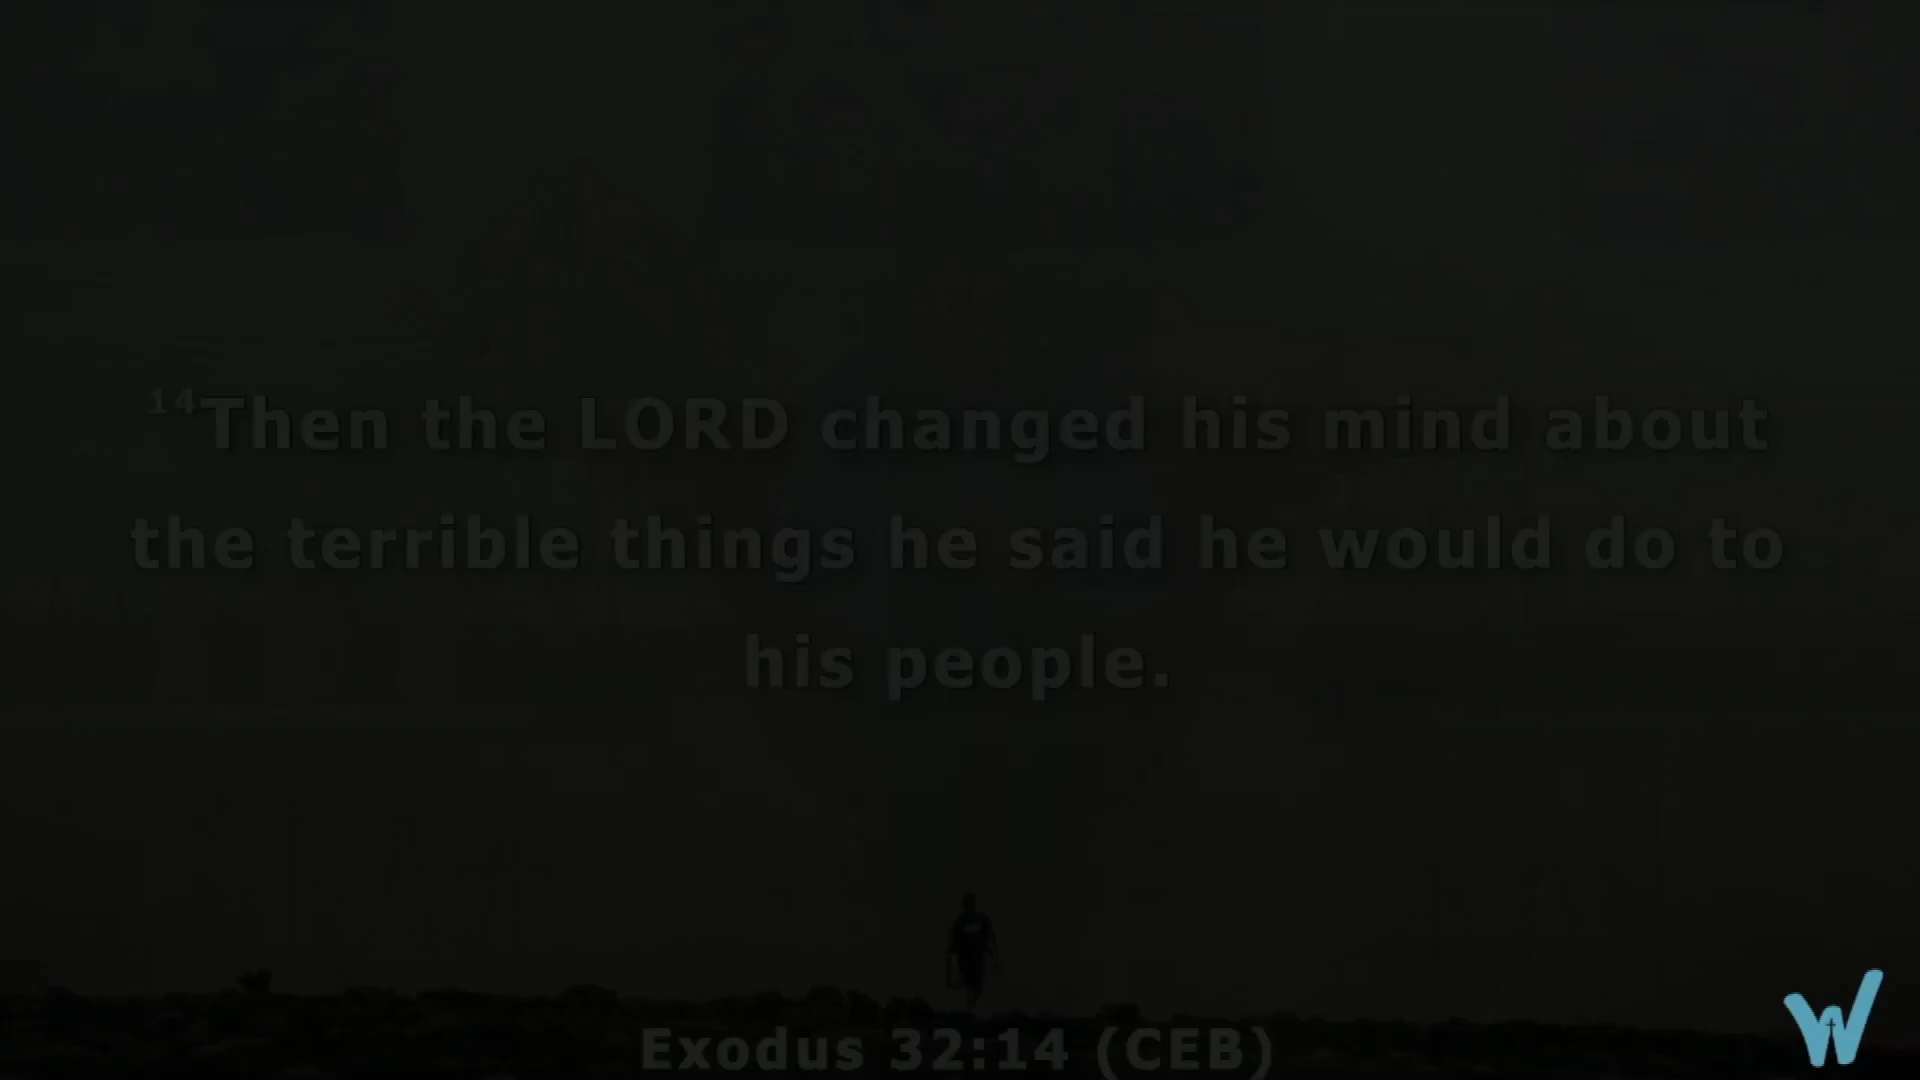 14Then the LORD changed his mind about
the terrible things he said he would do to
his people.
Exodus 32:14 (CEB)
W